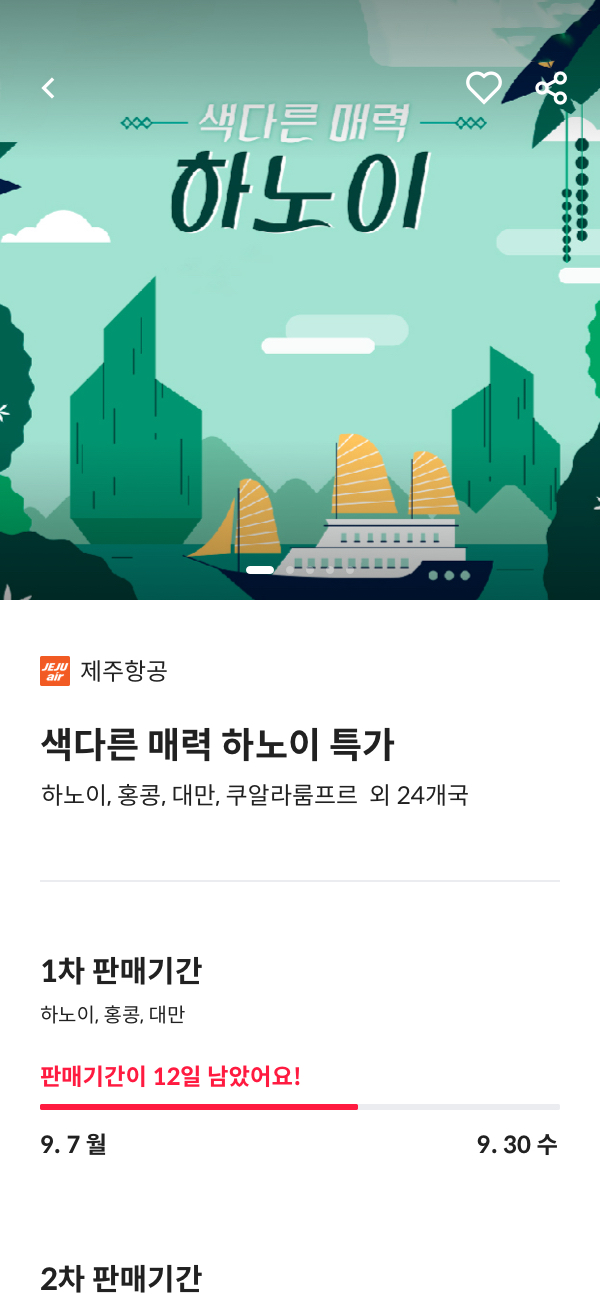 색다른 매력
하노이
JEJU
air
제주항공
색다른 매력 하노이 특가
하노이, 홍콩, 대만, 쿠알라룸프르 외 24개국
1차 판매기간
하노이, 홍콩, 대만
판매기간이 12일 남았어요!
9. 7 월
9. 30 수
2차 판매기간